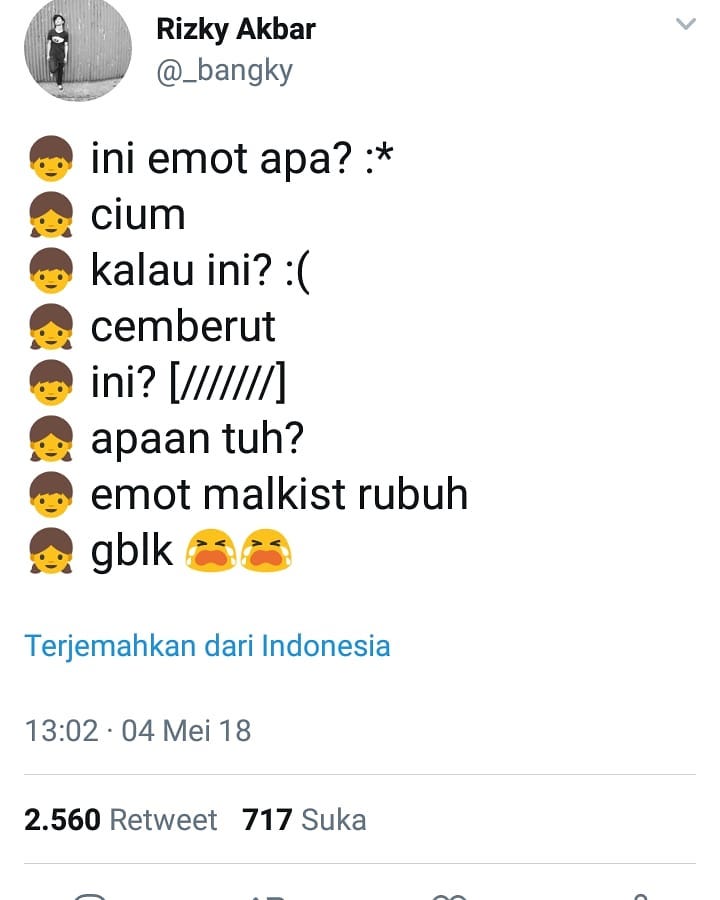 Rizky Akbar
@_bangky
👦 ini emot apa? :*
👧 cium
👦 kalau ini? :(
👧 cemberut
👦 ini? [///////]
👧 apaan tuh?
👦 emot malkist rubuh
👧 gblk 😭😭
Terjemahkan dari Indonesia
13:02 · 04 Mei 18
2.560 Retweet 717 Suka